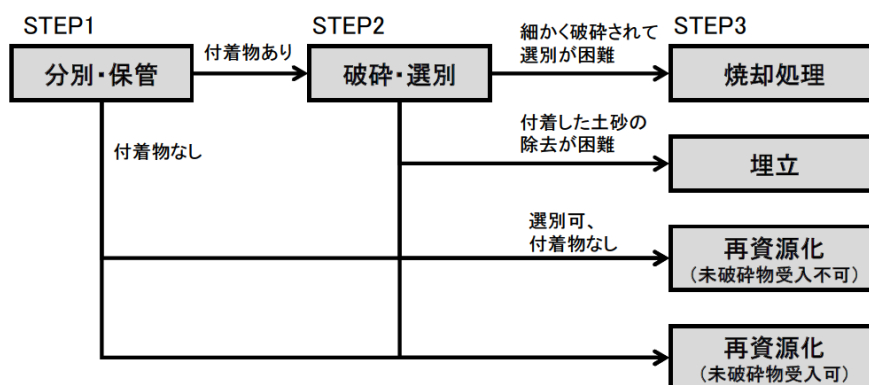 STEP1
STEP2
STEP3
分別・保管
付着物あり
破砕・選別
細かく破砕されて
選別が困難
焼却処理
付着物なし
付着した土砂の
除去が困難
埋立
選別可、
付着物なし
再資源化
(未破砕物受入不可)
再資源化
(未破砕物受入可)